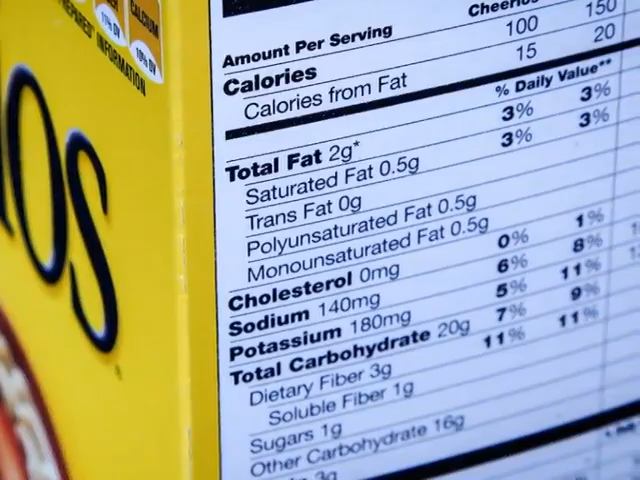 CALCIUM
11% DV
10% DV
INFORMATION
OS
Cheerios
Amount Per Serving
Calories 100 150
Calories from Fat 15 20
% Daily Value**
Total Fat 2g* 3% 3%
Saturated Fat 0.5g 3% 3%
Trans Fat 0g
Polyunsaturated Fat 0.5g
Monounsaturated Fat 0.5g
Cholesterol 0mg 0% 1%
Sodium 140mg 6% 8%
Potassium 180mg 5% 11%
Total Carbohydrate 20g 7% 9%
Dietary Fiber 3g 11% 11%
Soluble Fiber 1g
Sugars 1g
Other Carbohydrate 16g
3g